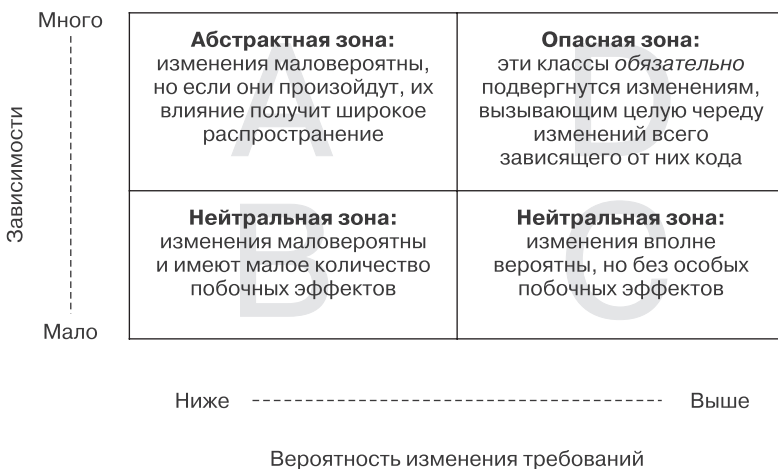 Много
Зависимости
Мало
A
Абстрактная зона:
изменения маловероятны,
но если они произойдут, их
влияние получит широкое
распространение
D
Опасная зона:
эти классы обязательно
подвергнутся изменениям,
вызывающим целую череду
изменений всего
зависящего от них кода
B
Нейтральная зона:
изменения маловероятны
и имеют малое количество
побочных эффектов
C
Нейтральная зона:
изменения вполне
вероятны, но без особых
побочных эффектов
Ниже
Выше
Вероятность изменения требований